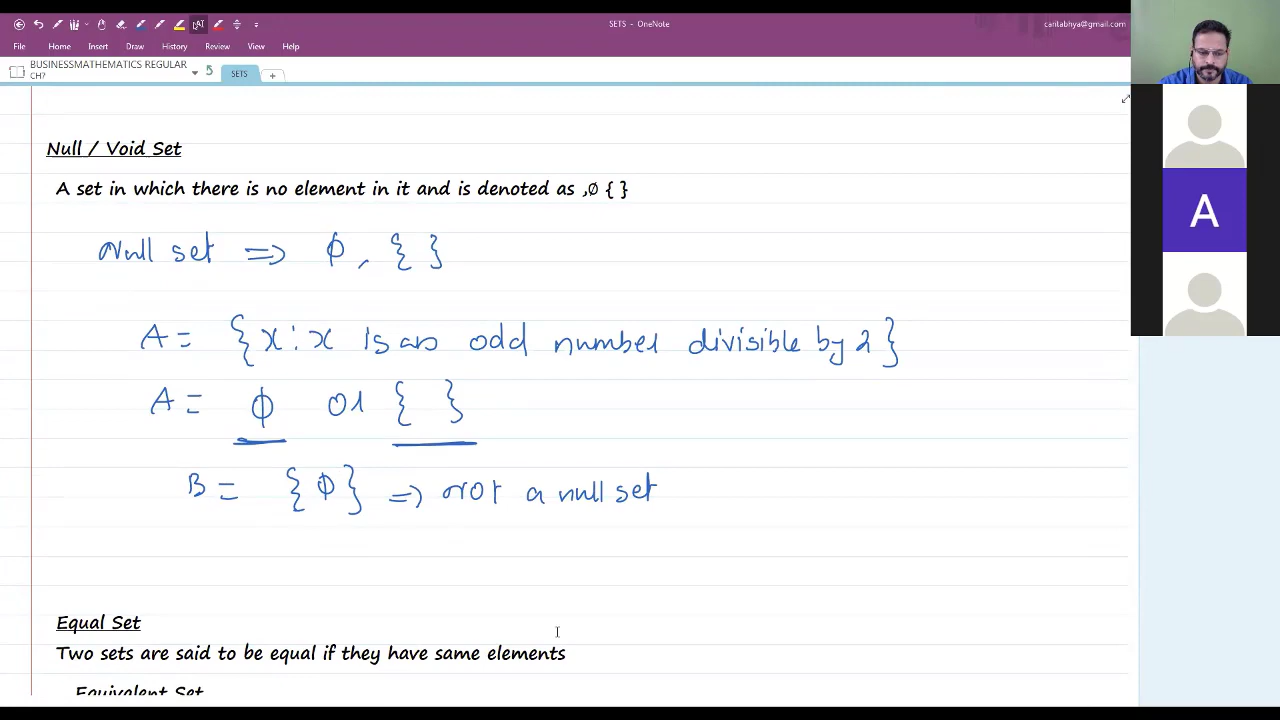 SETS - OneNote
cantabhya@gmail.com
File Home Insert Draw History Review View Help
BUSINESSMATHEMATICS REGULAR
CH7
SETS
Null / Void Set
A set in which there is no element in it and is denoted as ,∅ { }
Null set ⇒ ϕ, { }
A = {x : x is an odd number divisible by 2}
A = ϕ or { }
B = {ϕ} ⇒ not a null set
Equal Set
Two sets are said to be equal if they have same elements
Equivalent Set
A